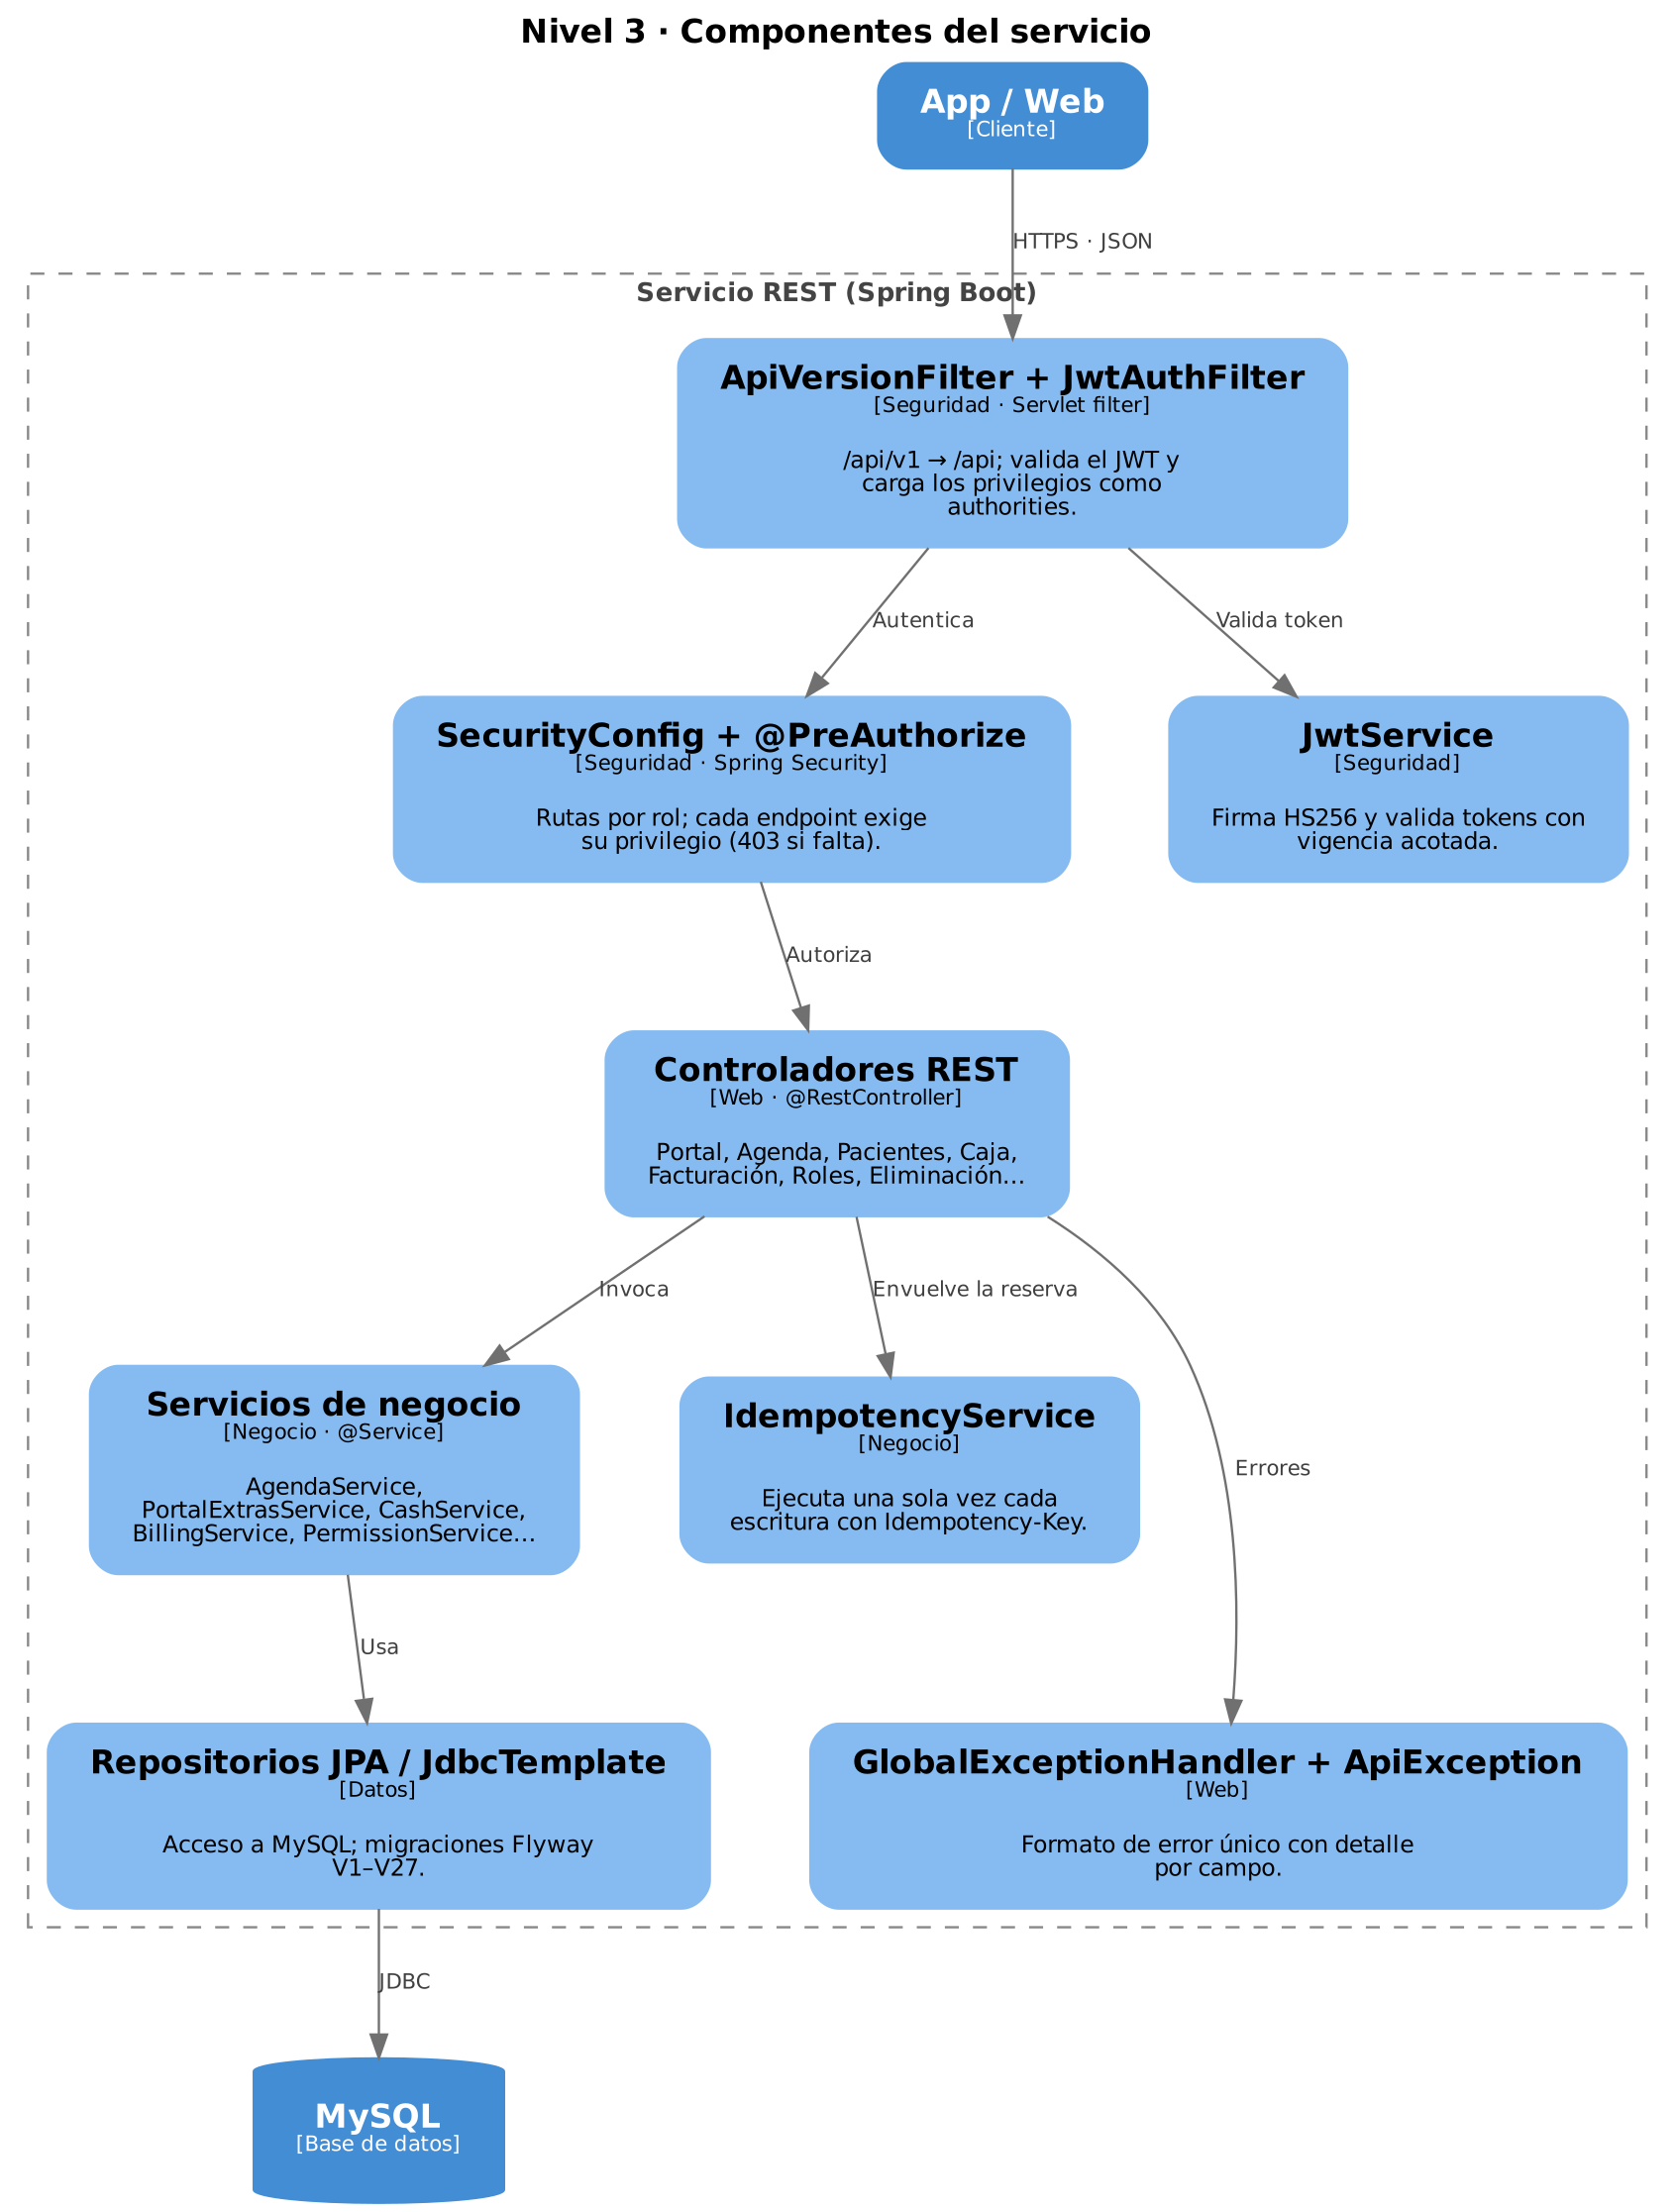 Nivel 3 · Componentes del servicio
App / Web
[Cliente]
HTTPS · JSON
Servicio REST (Spring Boot)
ApiVersionFilter + JwtAuthFilter
[Seguridad · Servlet filter]
/api/v1 → /api; valida el JWT y
carga los privilegios como
authorities.
Autentica
Valida token
SecurityConfig + @PreAuthorize
[Seguridad · Spring Security]
Rutas por rol; cada endpoint exige
su privilegio (403 si falta).
JwtService
[Seguridad]
Firma HS256 y valida tokens con
vigencia acotada.
Autoriza
Controladores REST
[Web · @RestController]
Portal, Agenda, Pacientes, Caja,
Facturación, Roles, Eliminación…
Invoca
Envuelve la reserva
Errores
Servicios de negocio
[Negocio · @Service]
AgendaService,
PortalExtrasService, CashService,
BillingService, PermissionService…
IdempotencyService
[Negocio]
Ejecuta una sola vez cada
escritura con Idempotency-Key.
Usa
Repositorios JPA / JdbcTemplate
[Datos]
Acceso a MySQL; migraciones Flyway
V1–V27.
GlobalExceptionHandler + ApiException
[Web]
Formato de error único con detalle
por campo.
JDBC
MySQL
[Base de datos]